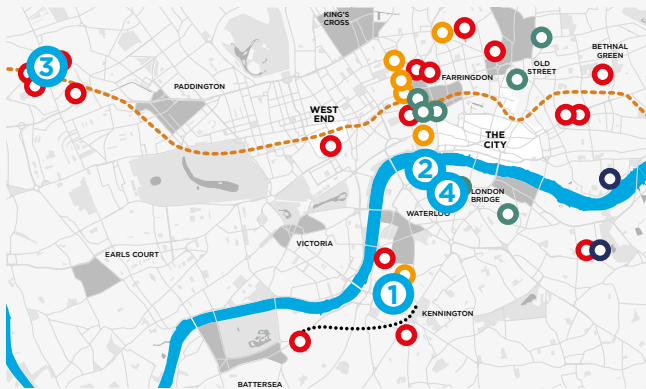 KING'S
CROSS
BETHNAL
GREEN
OLD
STREET
3
PADDINGTON
FARRINGDON
WEST
END
THE
CITY
2
4
LONDON
BRIDGE
WATERLOO
VICTORIA
EARLS COURT
1
KENNINGTON
BATTERSEA